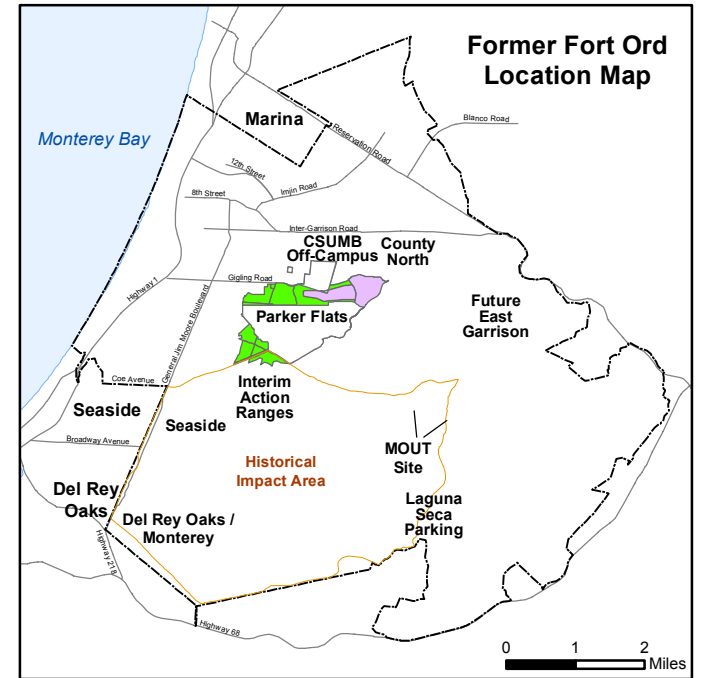 Former Fort Ord
Location Map
Monterey Bay
Marina
Blanco Road
Reservation Road
12th Street
Imjin Road
8th Street
Inter-Garrison Road
CSUMB
Off-Campus
County
North
Gigling Road
Highway 1
General Jim Moore Boulevard
Parker Flats
Future
East
Garrison
Coe Avenue
Interim
Action
Ranges
Seaside
Seaside
Broadway Avenue
MOUT
Site
Historical
Impact Area
Del Rey
Oaks
Del Rey Oaks /
Monterey
Laguna
Seca
Parking
Highway 218
Highway 68
0 1 2
Miles